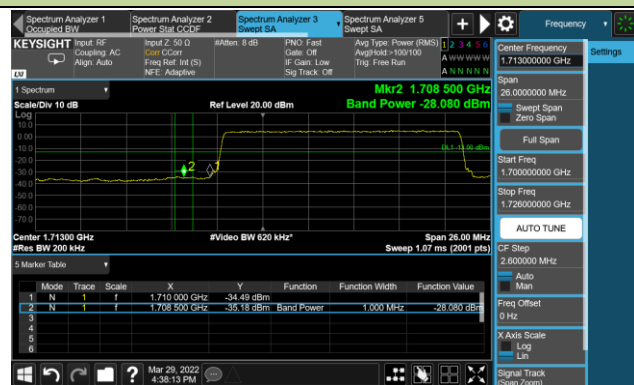 Spectrum Analyzer 1
Occupied BW
Spectrum Analyzer 2
Power Stat CCDF
Spectrum Analyzer 3
Swept SA
Spectrum Analyzer 5
Swept SA
Frequency
KEYSIGHT
Input: RF
Coupling: AC
Align: Auto
Input Z: 50 Ω
Corr CCorr
Freq Ref: Int (S)
NFE: Adaptive
#Atten: 8 dB
PNO: Fast
Gate: Off
IF Gain: Low
Sig Track: Off
Avg Type: Power (RMS)
Avg|Hold >100/100
Trig: Free Run
1 2 3 4 5 6
A W W W W W
A N N N N N
LXI
1 Spectrum
Scale/Div 10 dB
Ref Level 20.00 dBm
Mkr2 1.708 500 GHz
Band Power -28.080 dBm
Log
10.0
0.00
-10.0
-20.0
-30.0
-40.0
-50.0
-60.0
-70.0
DL1 -13.00 dBm
2
1
Center 1.71300 GHz
#Video BW 620 kHz*
Span 26.00 MHz
#Res BW 200 kHz
Sweep 1.07 ms (2001 pts)
5 Marker Table
Mode Trace Scale X Y Function Function Width Function Value
1 N 1 f 1.710 000 GHz -34.49 dBm
2 N 1 f 1.708 500 GHz -35.18 dBm Band Power 1.000 MHz -28.080 dBm
3
4
5
6
Mar 29, 2022
4:38:13 PM
Center Frequency
1.713000000 GHz
Settings
Span
26.0000000 MHz
Swept Span
Zero Span
Full Span
Start Freq
1.700000000 GHz
Stop Freq
1.726000000 GHz
AUTO TUNE
CF Step
2.600000 MHz
Auto
Man
Freq Offset
0 Hz
X Axis Scale
Log
Lin
Signal Track
(Span Zoom)